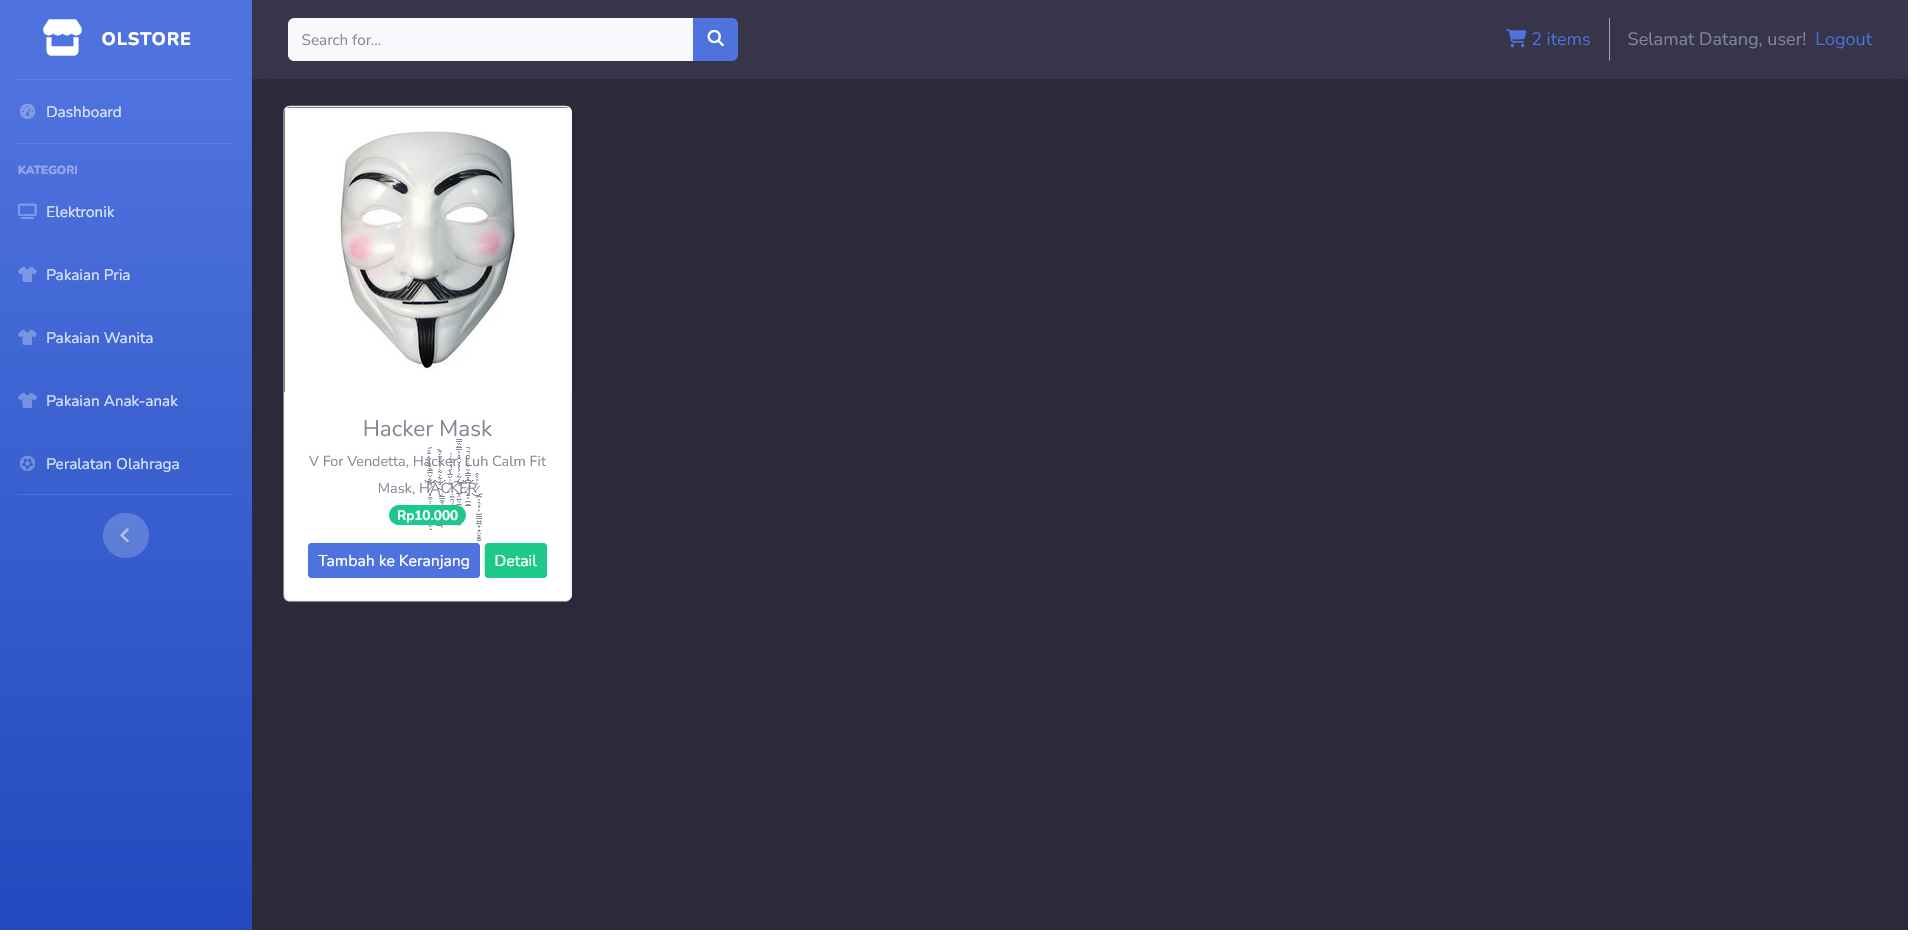 OLSTORE
Search for...
2 items
Selamat Datang, user! Logout
Dashboard
KATEGORI
Elektronik
Pakaian Pria
Pakaian Wanita
Pakaian Anak-anak
Peralatan Olahraga
Hacker Mask
V For Vendetta, Hacker, Luh Calm Fit
Mask, HACKER
Rp10.000
Tambah ke Keranjang
Detail